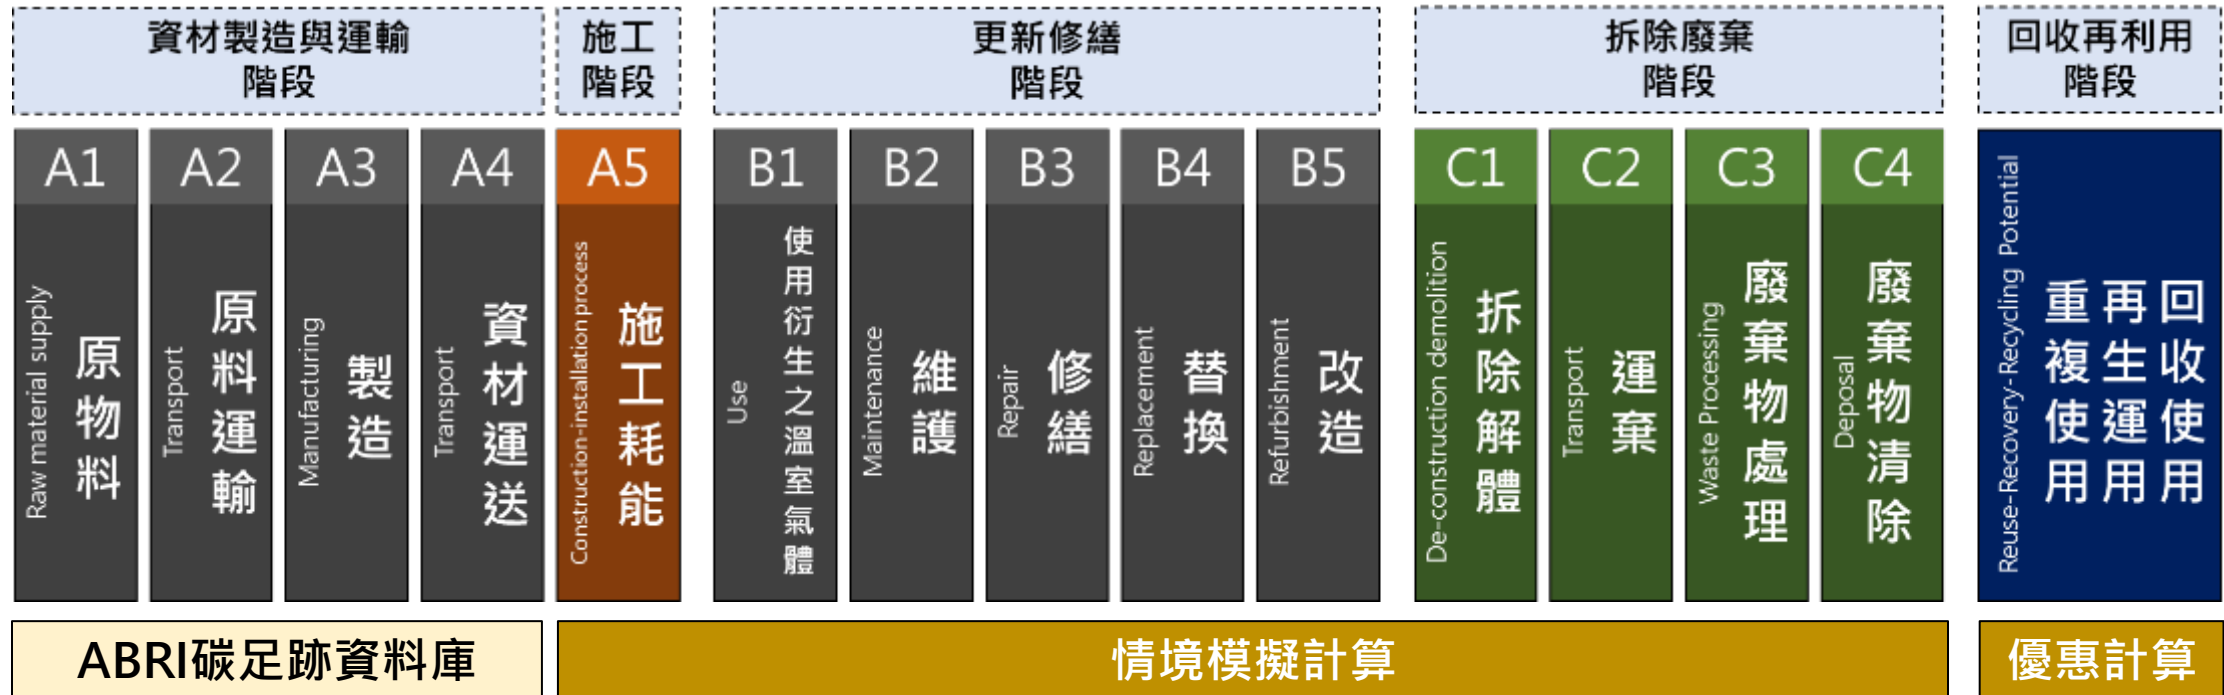 資材製造與運輸
階段
施工
階段
更新修繕
階段
拆除廢棄
階段
回收再利用
階段
A1
Raw material supply
原物料
A2
Transport
原料運輸
A3
Manufacturing
製造
A4
Transport
資材運送
A5
Construction-installation process
施工耗能
B1
Use
使用衍生之溫室氣體
B2
Maintenance
維護
B3
Repair
修繕
B4
Replacement
替換
B5
Refurbishment
改造
C1
De-construction demolition
拆除解體
C2
Transport
運棄
C3
Waste Processing
廢棄物處理
C4
Deposal
廢棄物清除
Reuse-Recovery-Recycling Potential
重複使用
再生運用
回收使用
ABRI碳足跡資料庫
情境模擬計算
優惠計算